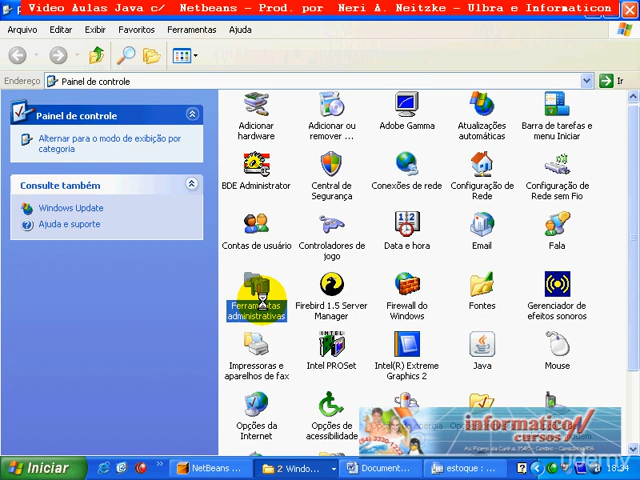 Video Aulas Java c/ Netbeans - Prod. por Neri A. Neitzke - Ulbra e Informaticon
Arquivo Editar Exibir Favoritos Ferramentas Ajuda
Endereço Painel de controle Ir
Painel de controle
Alternar para o modo de exibição por
categoria
Consulte também
Windows Update
Ajuda e suporte
Adicionar
hardware
Adicionar ou
remover ...
Adobe Gamma
Atualizações
automáticas
Barra de tarefas e
menu Iniciar
BDE Administrator
Central de
Segurança
Conexões de rede
Configuração de
Rede
Configuração de
Rede sem Fio
Contas de usuário
Controladores de
jogo
Data e hora
Email
Fala
Ferramentas
administrativas
Firebird 1.5 Server
Manager
Firewall do
Windows
Fontes
Gerenciador de
efeitos sonoros
Impressoras e
aparelhos de fax
Intel PROSet
Intel(R) Extreme
Graphics 2
Java
Mouse
Opções da
Internet
Opções de
acessibilidade
informaticon
cursos
Iniciar
NetBeans ...
2 Windo...
Document...
estoque : ...
18:34
udemy